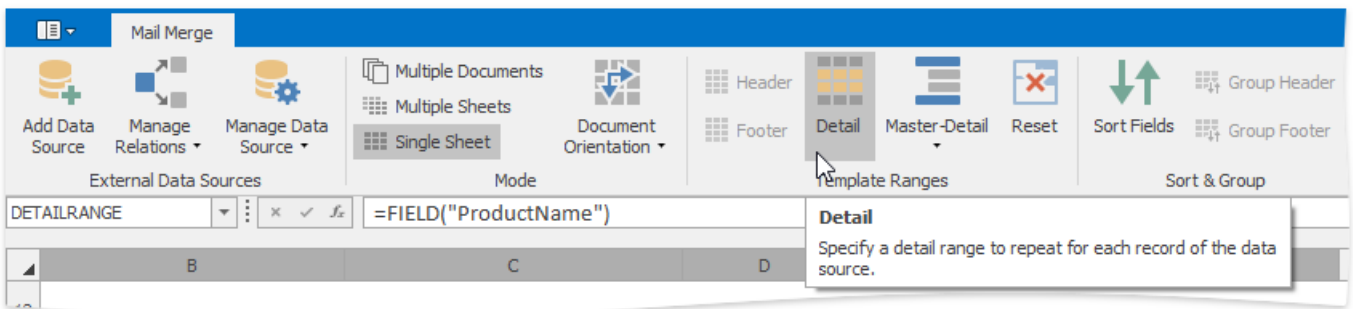 Mail Merge
Multiple Documents
Multiple Sheets
Single Sheet
Add Data
Source
Manage
Relations
Manage Data
Source
Document
Orientation
Header
Footer
Detail
Master-Detail
Reset
Sort Fields
Group Header
Group Footer
External Data Sources
Mode
Template Ranges
Sort & Group
DETAILRANGE
fx
=FIELD("ProductName")
Detail
Specify a detail range to repeat for each record of the data
source.
B
C
D